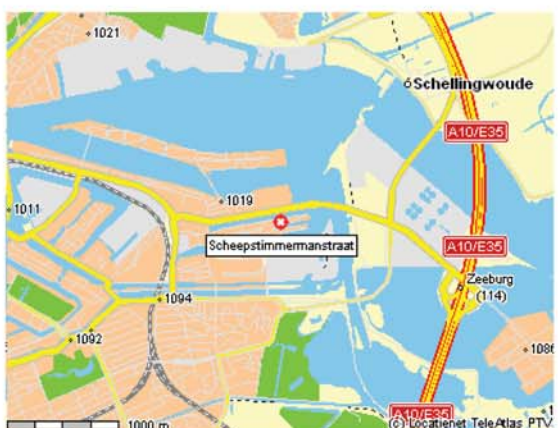 1021
Schellingwoude
A10/E35
1019
1011
Scheepstimmermanstraat
A10/E35
Zeeburg
(114)
1094
1092
1086
A10/E35
1000 m
(c) Locatienet TeleAtlas PTV